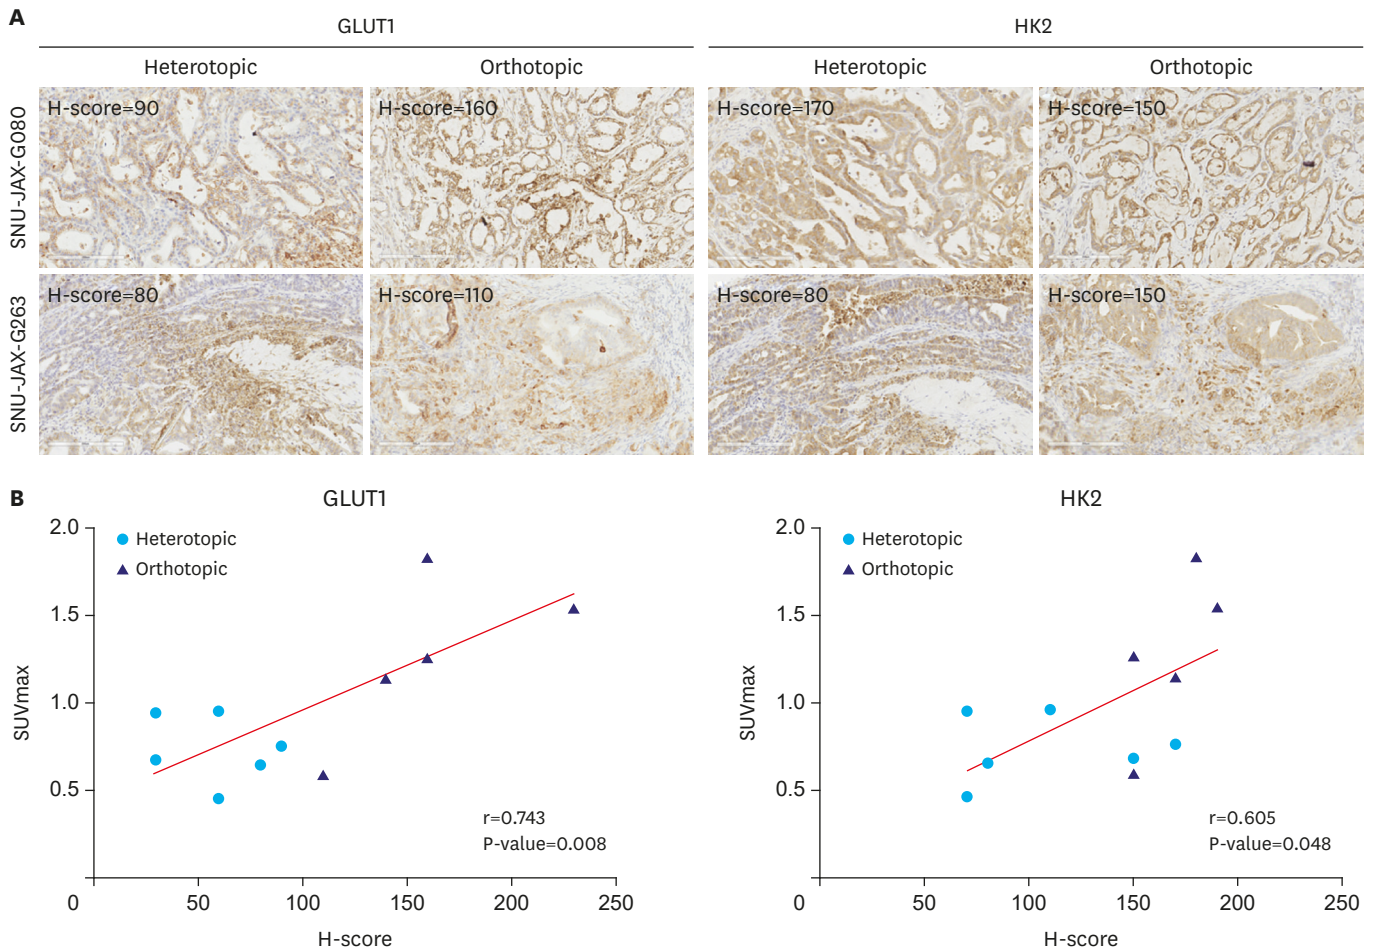 A
GLUT1
HK2
Heterotopic
Orthotopic
Heterotopic
Orthotopic
SNU-JAX-G080
H-score=90
H-score=160
H-score=170
H-score=150
SNU-JAX-G263
H-score=80
H-score=110
H-score=80
H-score=150
B
GLUT1
SUVmax
2.0
1.5
1.0
0.5
Heterotopic
Orthotopic
r=0.743
P-value=0.008
0
50
100
150
200
250
H-score
HK2
SUVmax
2.0
1.5
1.0
0.5
Heterotopic
Orthotopic
r=0.605
P-value=0.048
0
50
100
150
200
250
H-score